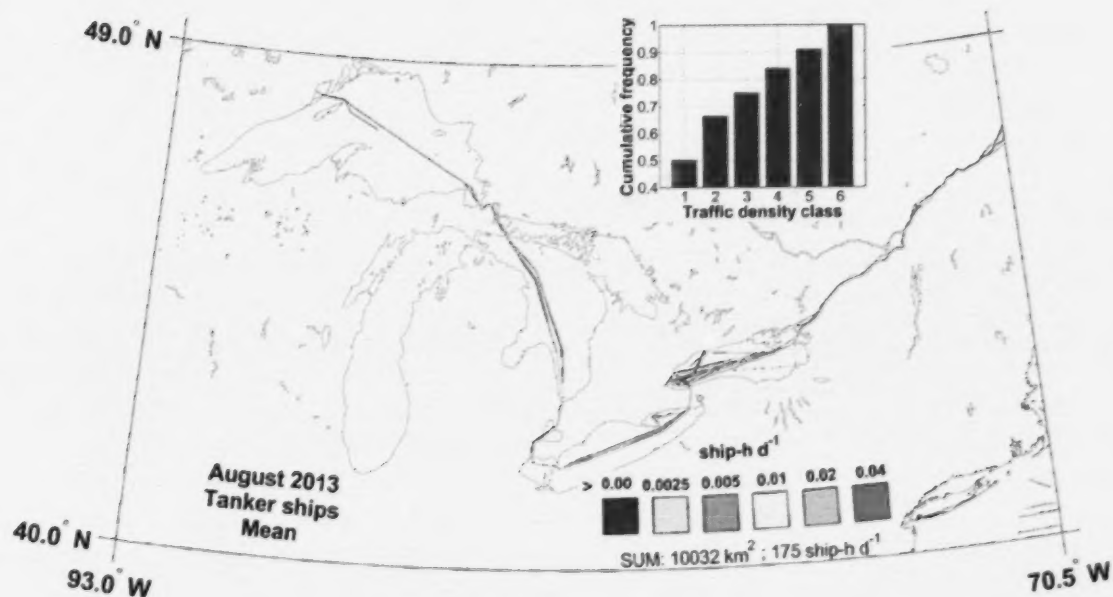 49.0° N
Cumulative frequency
1
0.9
0.8
0.7
0.6
0.5
0.4
1 2 3 4 5 6
Traffic density class
ship-h d⁻¹
> 0.00 0.0025 0.005 0.01 0.02 0.04
SUM: 10032 km² ; 175 ship-h d⁻¹
August 2013
Tanker ships
Mean
40.0° N
93.0° W
70.5° W